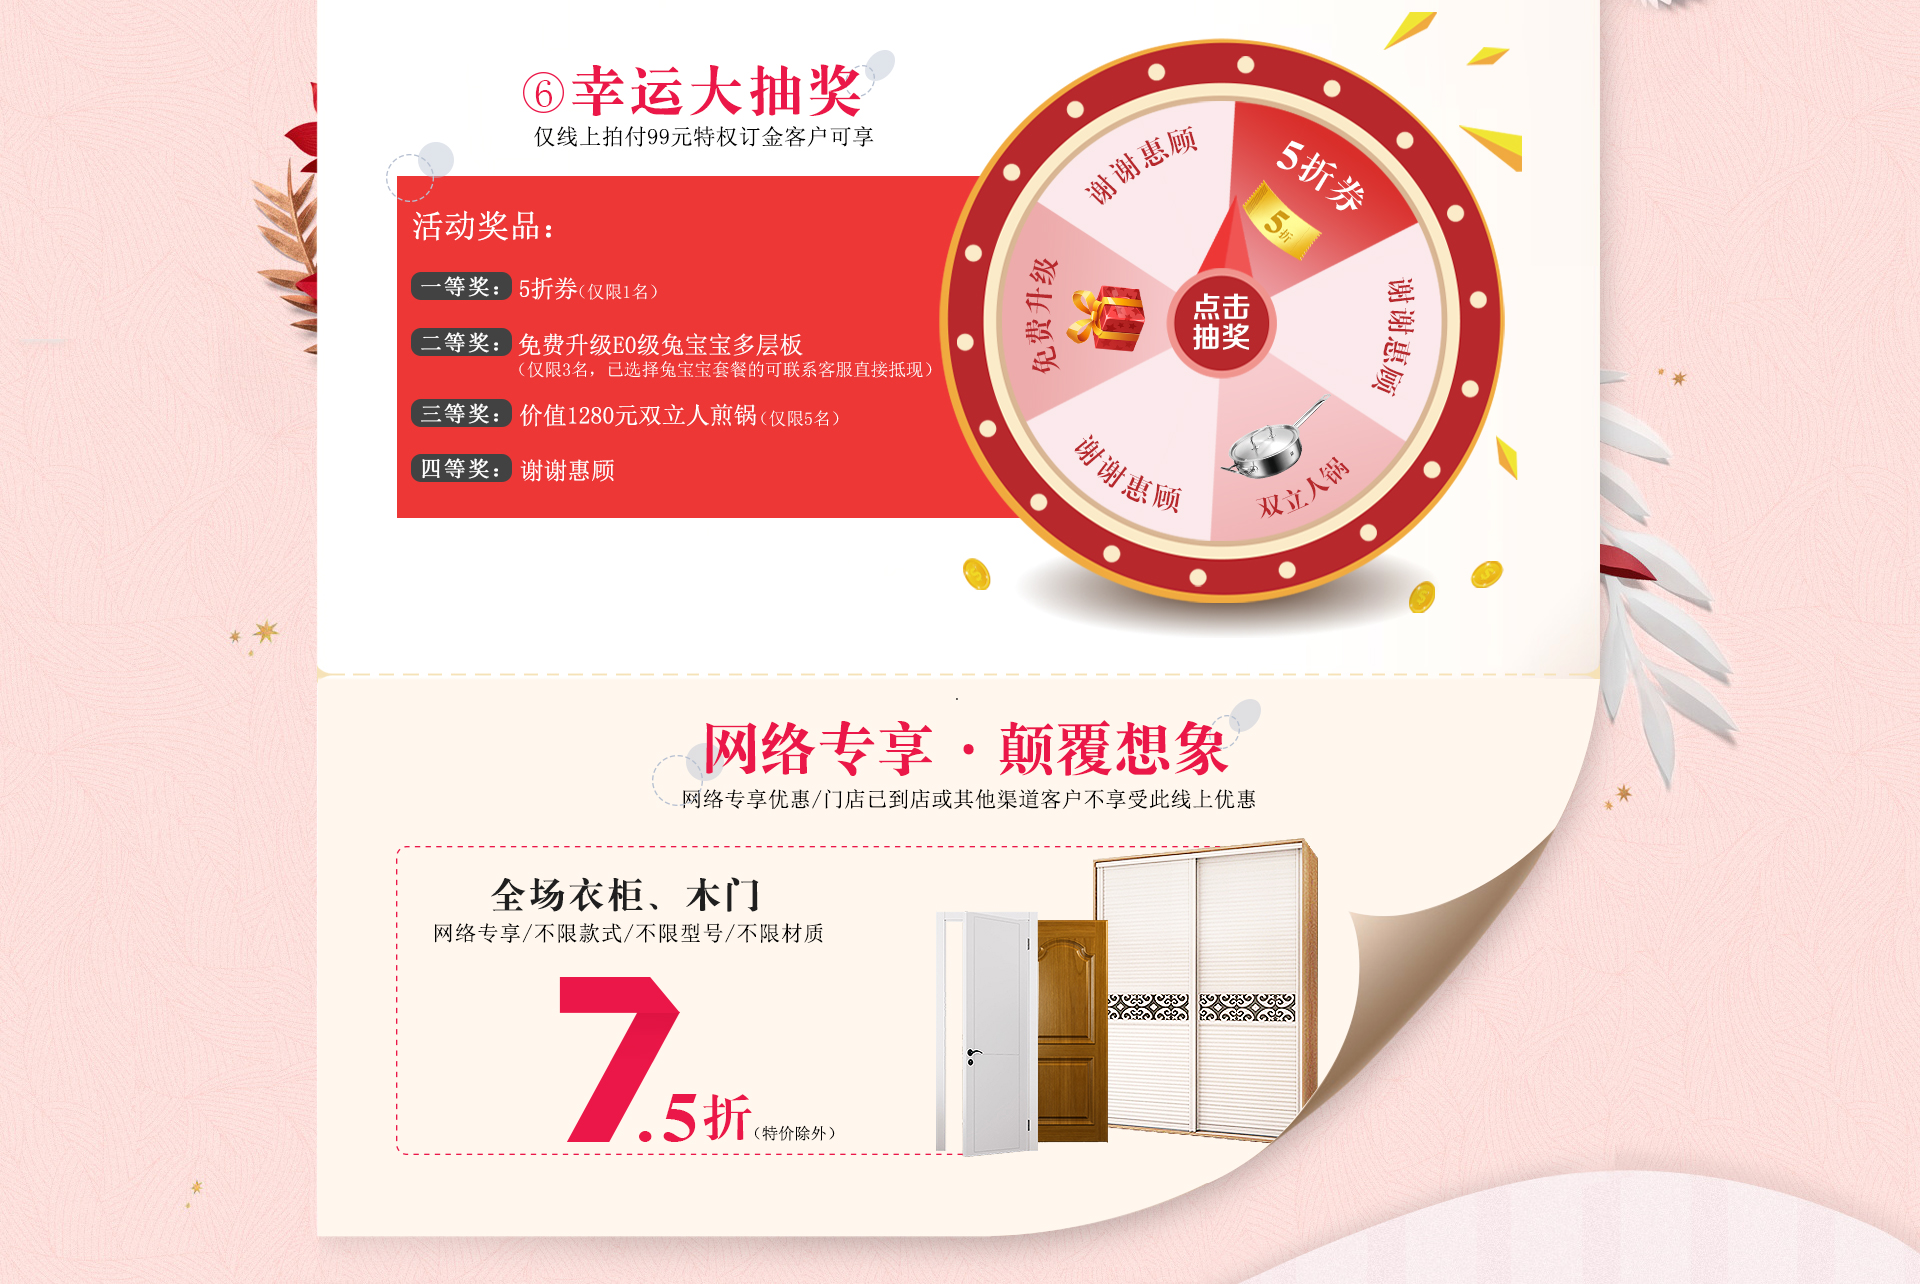 ⑥幸运大抽奖
仅线上拍付99元特权订金客户可享
活动奖品：
一等奖： 5折券（仅限1名）
二等奖： 免费升级E0级兔宝宝多层板
（仅限3名，已选择兔宝宝套餐的可联系客服直接抵现）
三等奖： 价值1280元双立人煎锅（仅限5名）
四等奖： 谢谢惠顾
谢谢惠顾
5折券
5折
谢谢惠顾
双立人锅
谢谢惠顾
免费升级
点击
抽奖
网络专享·颠覆想象
网络专享优惠/门店已到店或其他渠道客户不享受此线上优惠
全场衣柜、木门
网络专享/不限款式/不限型号/不限材质
7.5折（特价除外）